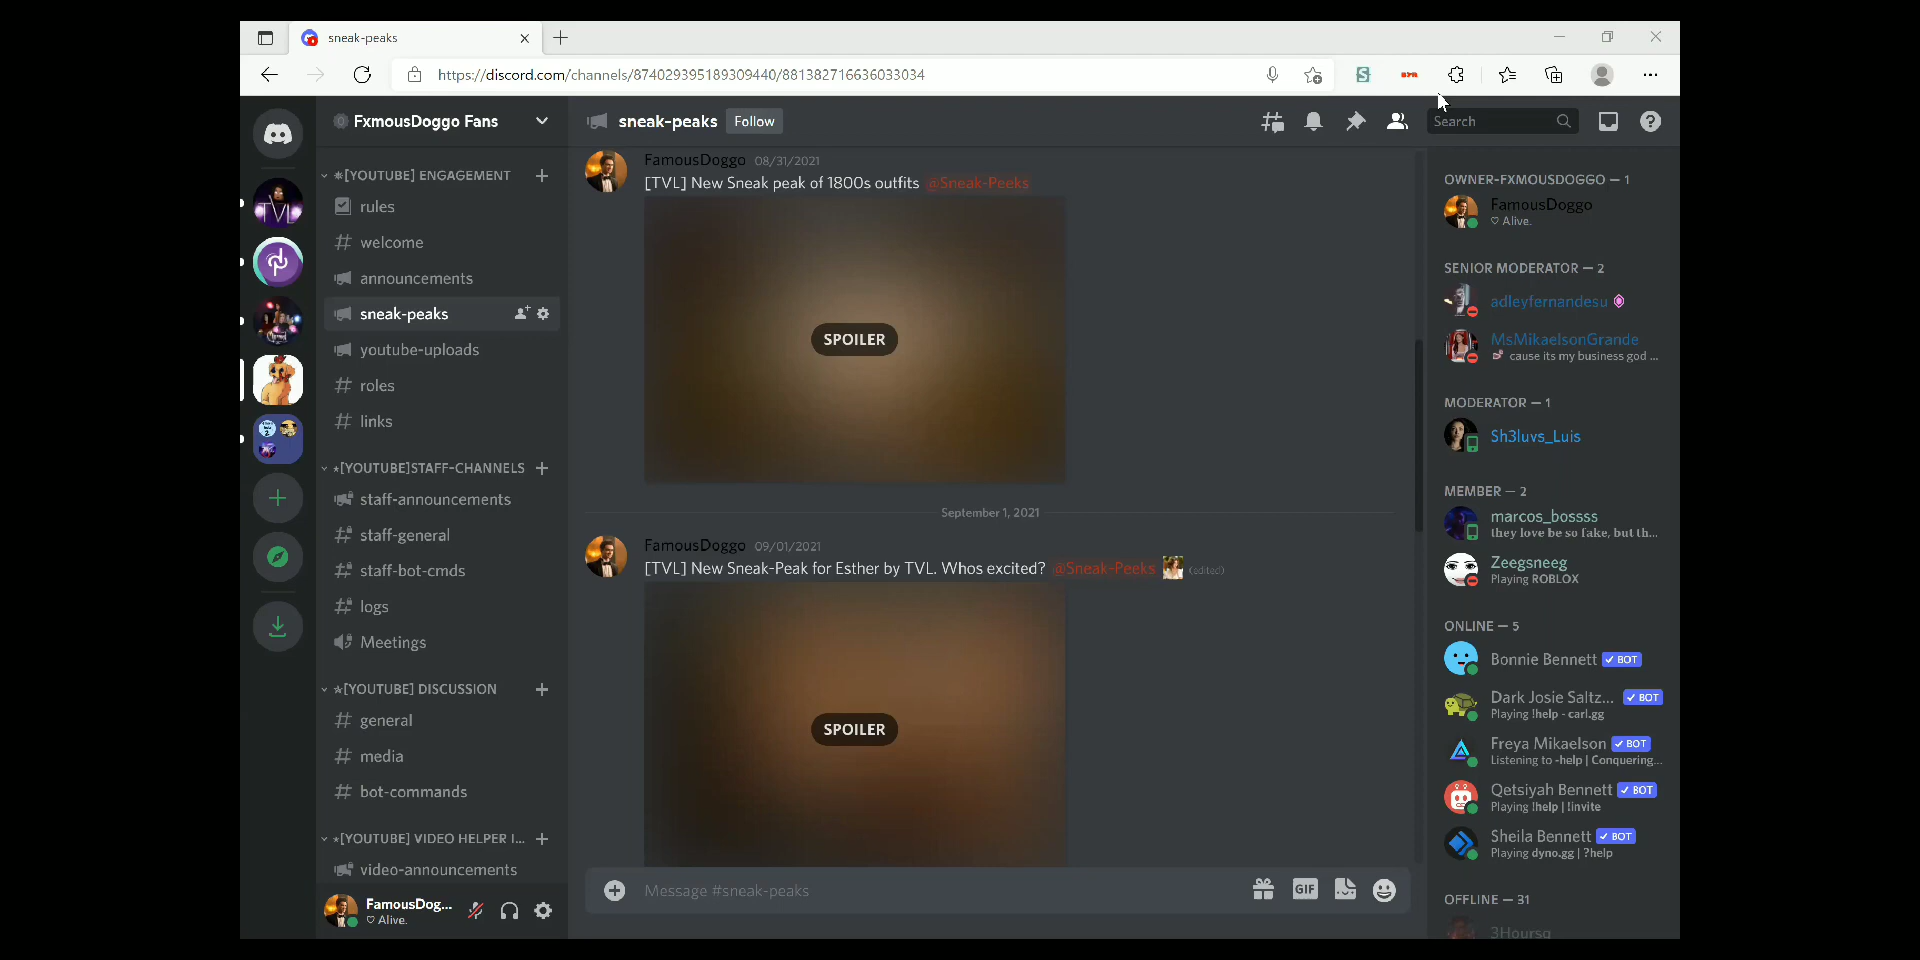 sneak-peaks
https://discord.com/channels/874029395189309440/881382716636033034
FxmousDoggo Fans
sneak-peaks
Follow
Search
TVL
*[YOUTUBE] ENGAGEMENT
rules
welcome
announcements
sneak-peaks
youtube-uploads
roles
links
*[YOUTUBE]STAFF-CHANNELS
staff-announcements
staff-general
staff-bot-cmds
logs
Meetings
*[YOUTUBE] DISCUSSION
general
media
bot-commands
*[YOUTUBE] VIDEO HELPER I...
video-announcements
FamousDog...
♡ Alive.
FamousDoggo 08/31/2021
[TVL] New Sneak peak of 1800s outfits @Sneak-Peeks
SPOILER
September 1, 2021
FamousDoggo 09/01/2021
[TVL] New Sneak-Peak for Esther by TVL. Whos excited? @Sneak-Peeks (edited)
SPOILER
Message #sneak-peaks
GIF
OWNER-FXMOUSDOGGO — 1
FamousDoggo
♡ Alive.
SENIOR MODERATOR — 2
adleyfernandesu
MsMikaelsonGrande
cause its my business god ...
MODERATOR — 1
Sh3luvs_Luis
MEMBER — 2
marcos_bossss
they love be so fake, but th...
Zeegsneeg
Playing ROBLOX
ONLINE — 5
Bonnie Bennett ✓ BOT
Dark Josie Saltz... ✓ BOT
Playing !help - carl.gg
Freya Mikaelson ✓ BOT
Listening to -help | Conquering...
Qetsiyah Bennett ✓ BOT
Playing !help | !invite
Sheila Bennett ✓ BOT
Playing dyno.gg | ?help
OFFLINE — 31
3Hoursg